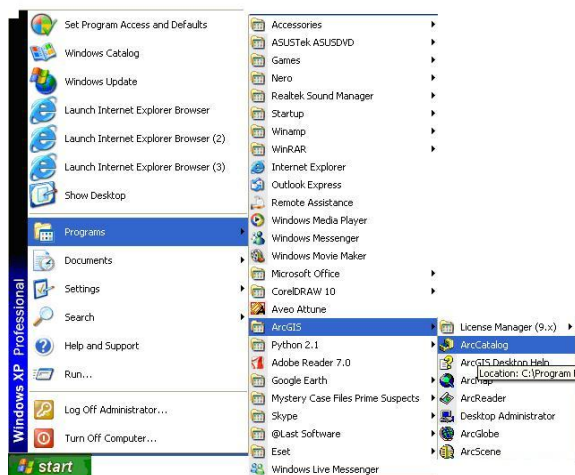 Set Program Access and Defaults
Windows Catalog
Windows Update
Launch Internet Explorer Browser
Launch Internet Explorer Browser (2)
Launch Internet Explorer Browser (3)
Show Desktop
Programs
Documents
Settings
Search
Help and Support
Run...
Log Off Administrator...
Turn Off Computer...
Windows XP Professional
start
Accessories
ASUSTek ASUSDVD
Games
Nero
Realtek Sound Manager
Startup
Winamp
WinRAR
Internet Explorer
Outlook Express
Remote Assistance
Windows Media Player
Windows Messenger
Windows Movie Maker
Microsoft Office
CorelDRAW 10
Aveo Attune
ArcGIS
Python 2.1
Adobe Reader 7.0
Google Earth
Mystery Case Files Prime Suspects
Skype
@Last Software
Eset
Windows Live Messenger
License Manager (9.x)
ArcCatalog
ArcGIS Desktop Help
Location: C:\Program
ArcMap
ArcReader
Desktop Administrator
ArcGlobe
ArcScene